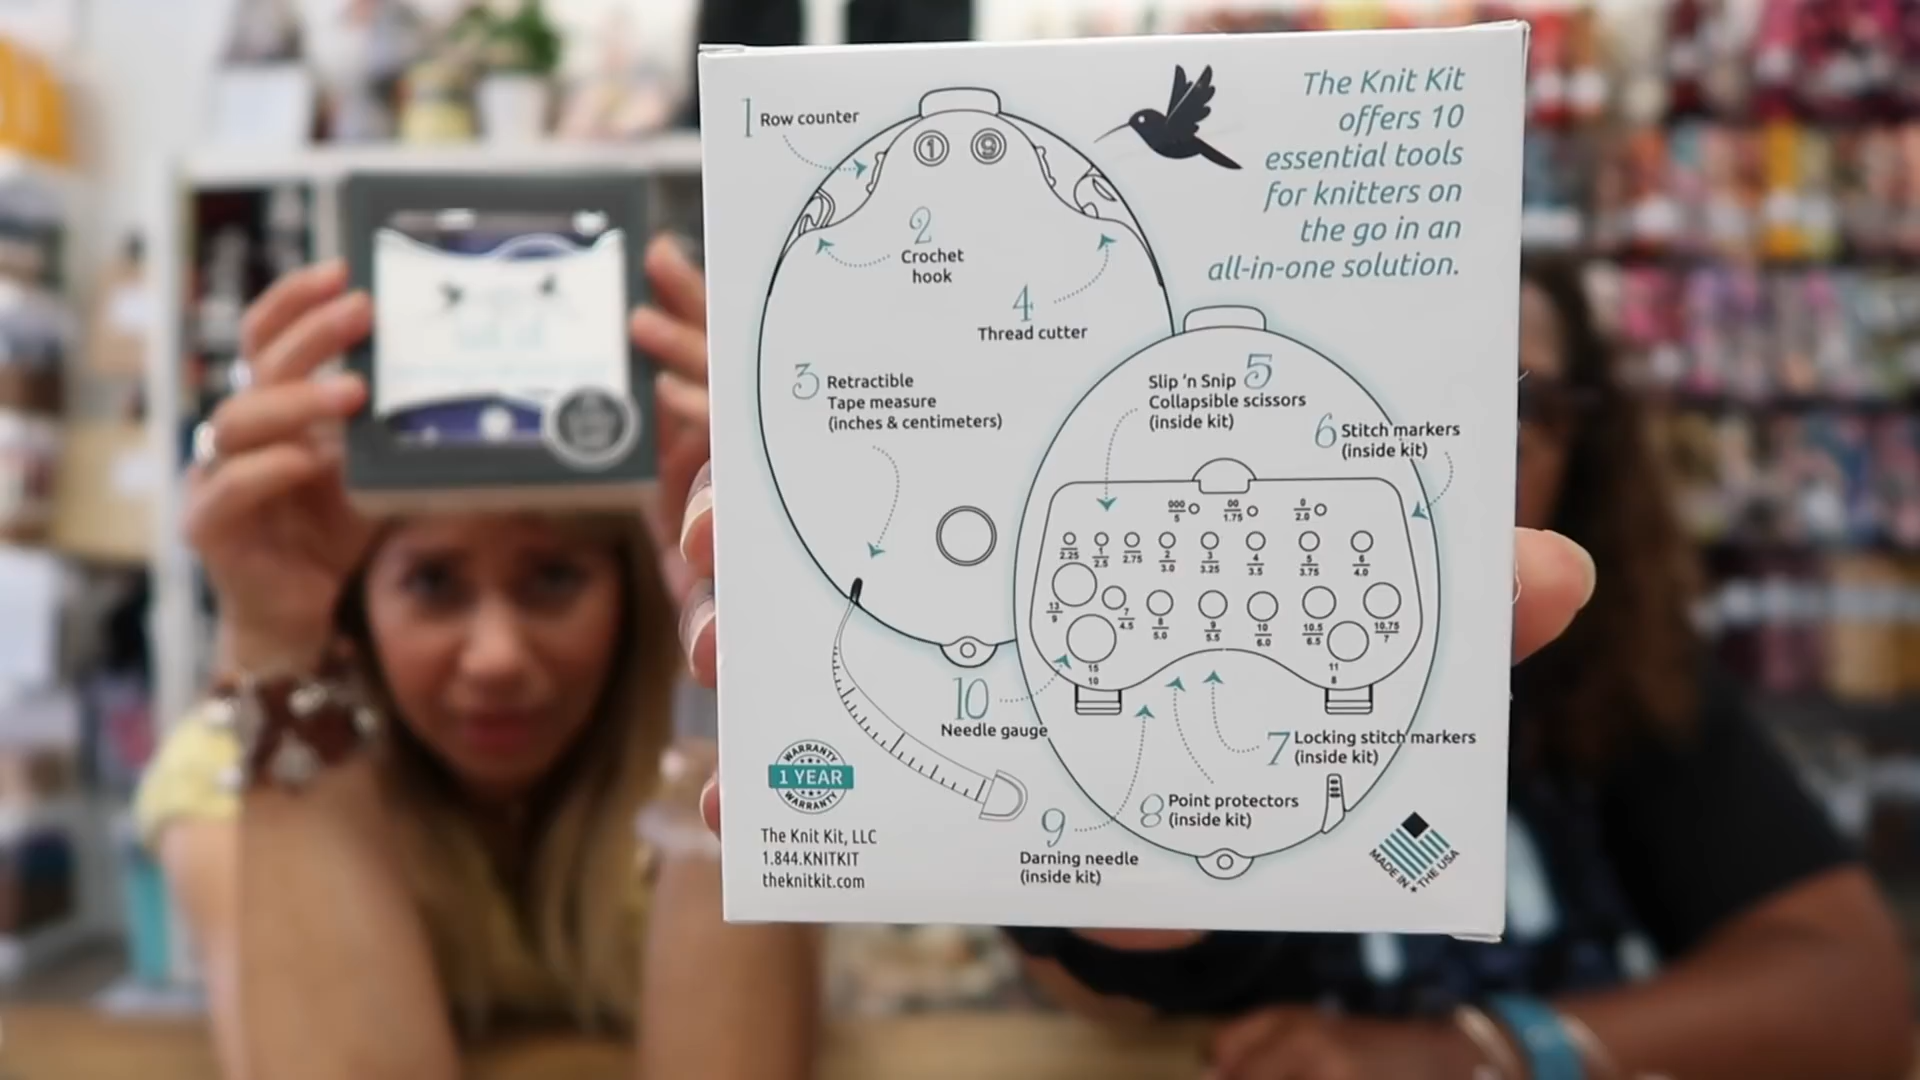 The Knit Kit
offers 10
essential tools
for knitters on
the go in an
all-in-one solution.
1 Row counter
1 9
2
Crochet
hook
4
Thread cutter
3 Retractible
Tape measure
(inches & centimeters)
Slip 'n Snip 5
Collapsible scissors
(inside kit)
6 Stitch markers
(inside kit)
000
5
00
1.75
0
2.0
2.25
1
2.5
2.75
2
3.0
3
3.25
4
3.5
5
3.75
6
4.0
13
9
7
4.5
8
5.0
9
5.5
10
6.0
10.5
6.5
10.75
7
15
10
11
8
10
Needle gauge
7 Locking stitch markers
(inside kit)
8 Point protectors
(inside kit)
9
Darning needle
(inside kit)
WARRANTY
1 YEAR
WARRANTY
The Knit Kit, LLC
1.844.KNITKIT
theknitkit.com
MADE IN THE USA